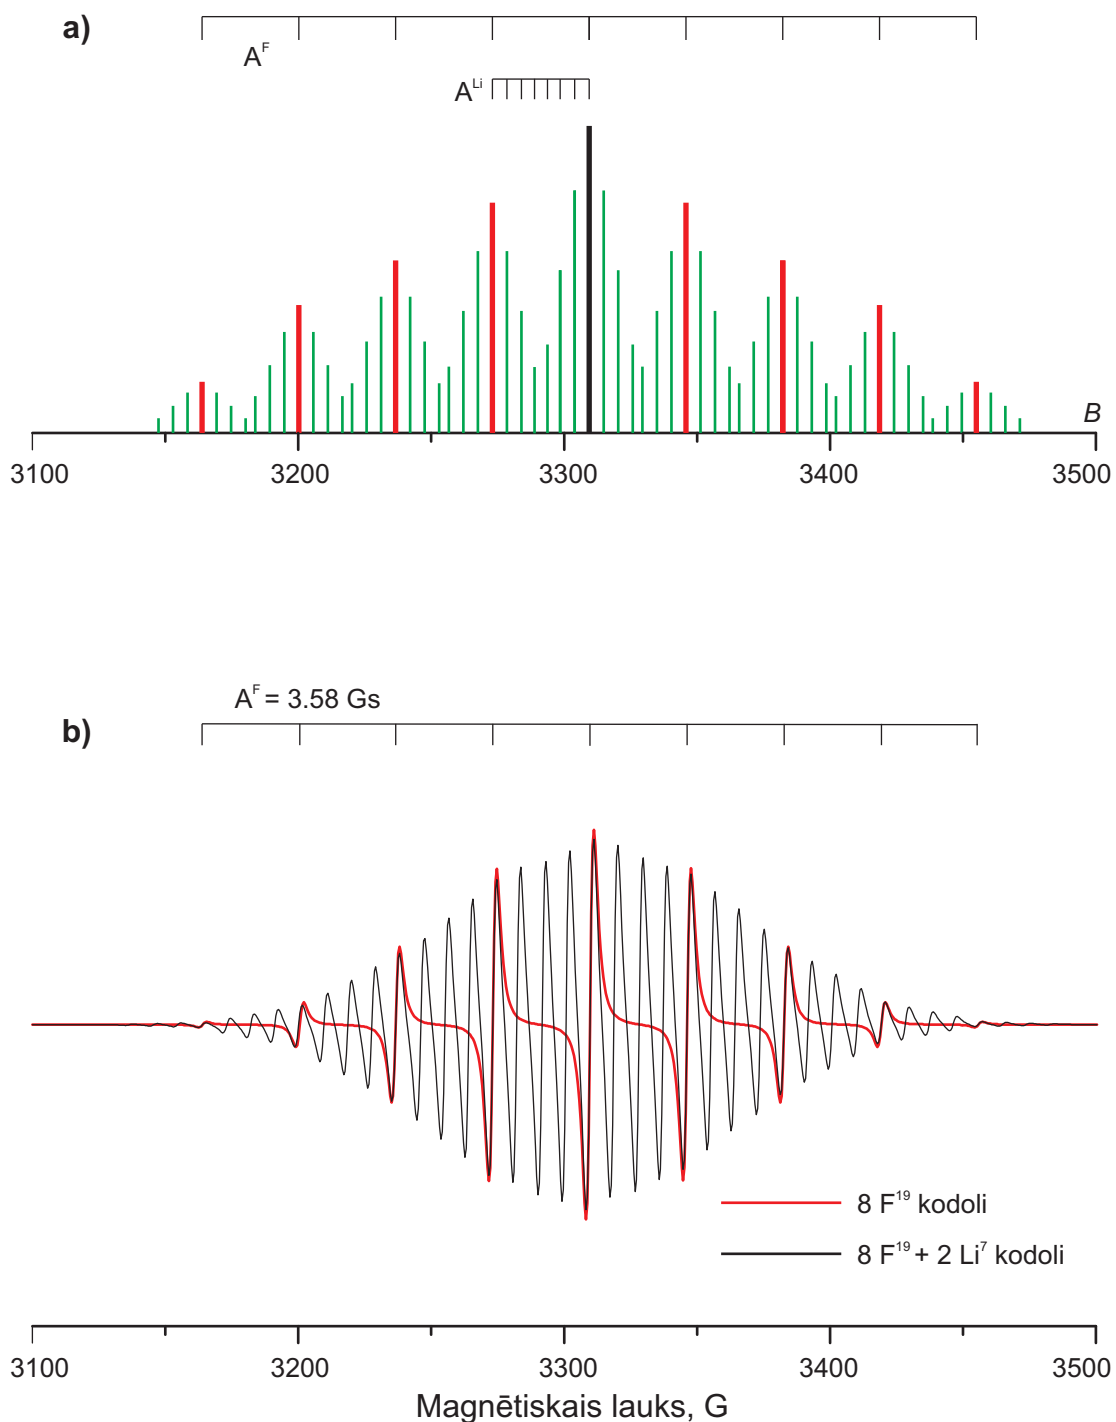 a)
A^F
A^Li
B
3100 3200 3300 3400 3500
A^F = 3.58 Gs
b)
8 F^19 kodoli
8 F^19 + 2 Li^7 kodoli
3100 3200 3300 3400 3500
Magnētiskais lauks, G